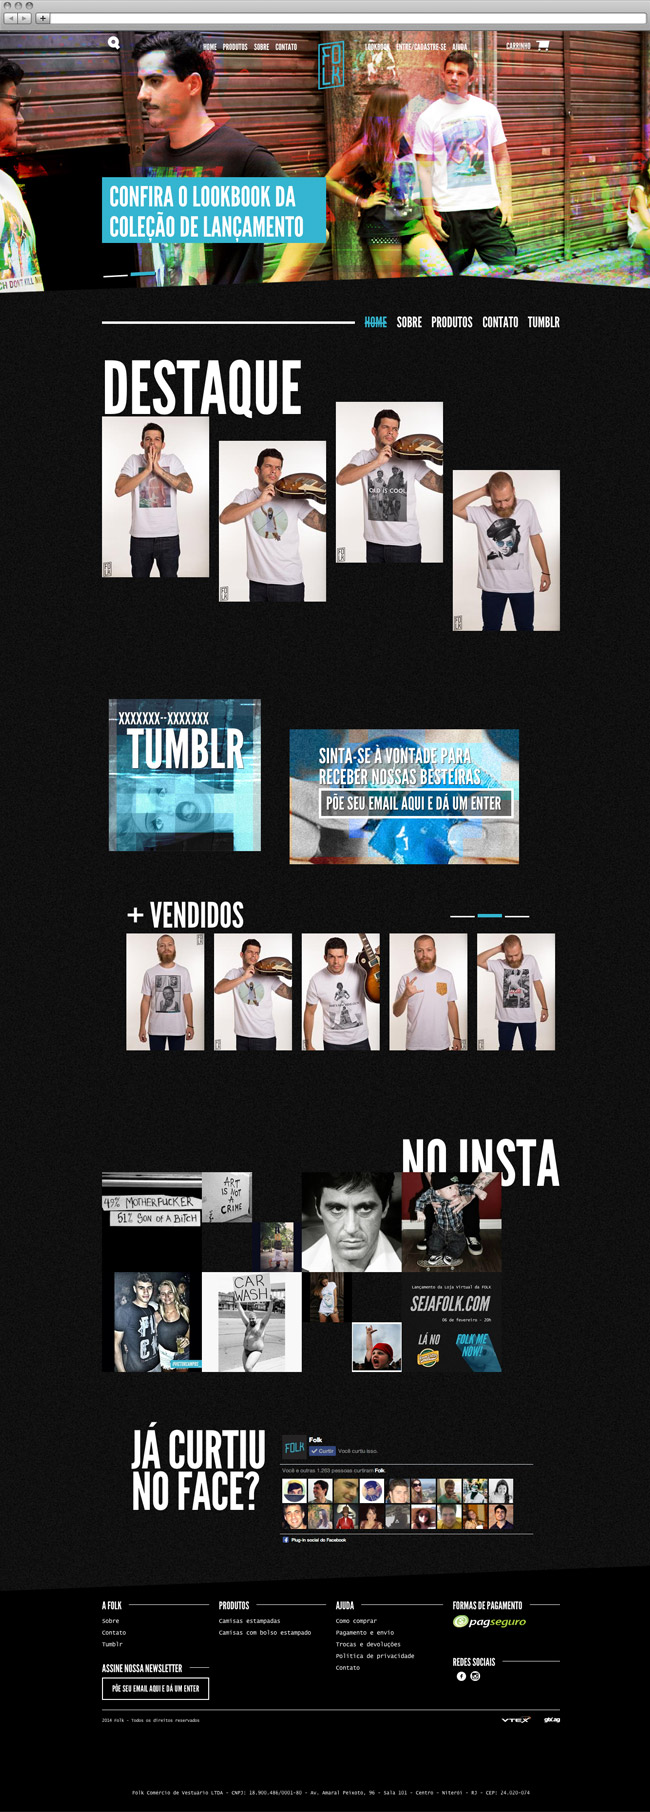 HOME PRODUTOS SOBRE CONTATO
FO
LK
LOOKBOOK ENTRE/CADASTRE-SE AJUDA
CARRINHO
CONFIRA O LOOKBOOK DA
COLEÇÃO DE LANÇAMENTO
HOME SOBRE PRODUTOS CONTATO TUMBLR
DESTAQUE
OLD IS COOL
-XXXXXXX--XXXXXXX
TUMBLR
SINTA-SE À VONTADE PARA
RECEBER NOSSAS BESTEIRAS
PÕE SEU EMAIL AQUI E DÁ UM ENTER
+ VENDIDOS
NO INSTA
49% MOTHERFUCKER
51% SON OF A BITCH
ART
IS NOT
A
CRIME
CAR
WASH
Lançamento da Loja Virtual da FOLK
SEJAFOLK.COM
06 de fevereiro - 20h
LÁ NO
FOLK ME
NOW!
JÁ CURTIU
NO FACE?
FOLK
Folk
Curtir Você curtiu isso.
Você e outras 1.263 pessoas curtiram Folk.
Plug-in social do Facebook
A FOLK
Sobre
Contato
Tumblr
PRODUTOS
Camisas estampadas
Camisas com bolso estampado
AJUDA
Como comprar
Pagamento e envio
Trocas e devoluções
Política de privacidade
Contato
FORMAS DE PAGAMENTO
pagseguro
REDES SOCIAIS
ASSINE NOSSA NEWSLETTER
PÕE SEU EMAIL AQUI E DÁ UM ENTER
2014 Folk - Todos os direitos reservados
VTEX
Folk Comercio de Vestuário LTDA - CNPJ: 18.900.486/0001-80 - Av. Amaral Peixoto, 96 - Sala 101 - Centro - Niterói - RJ - CEP: 24.020-074